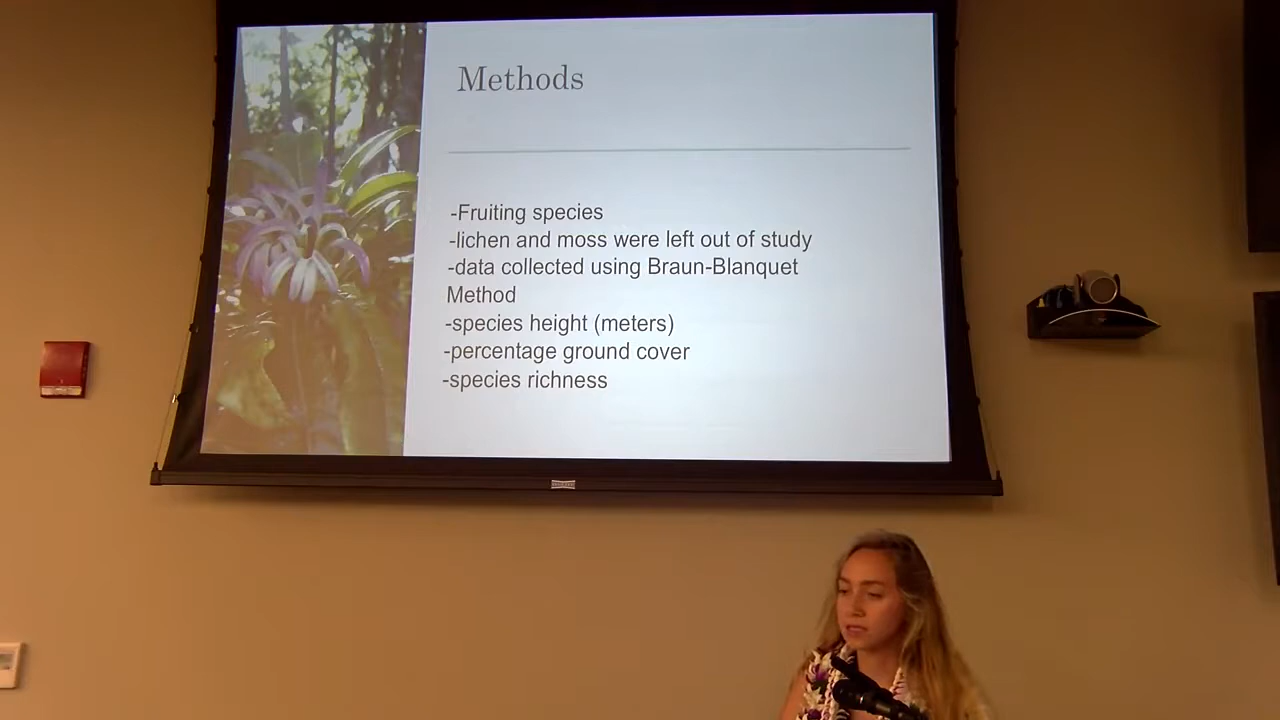 Methods
-Fruiting species
-lichen and moss were left out of study
-data collected using Braun-Blanquet
Method
-species height (meters)
-percentage ground cover
-species richness